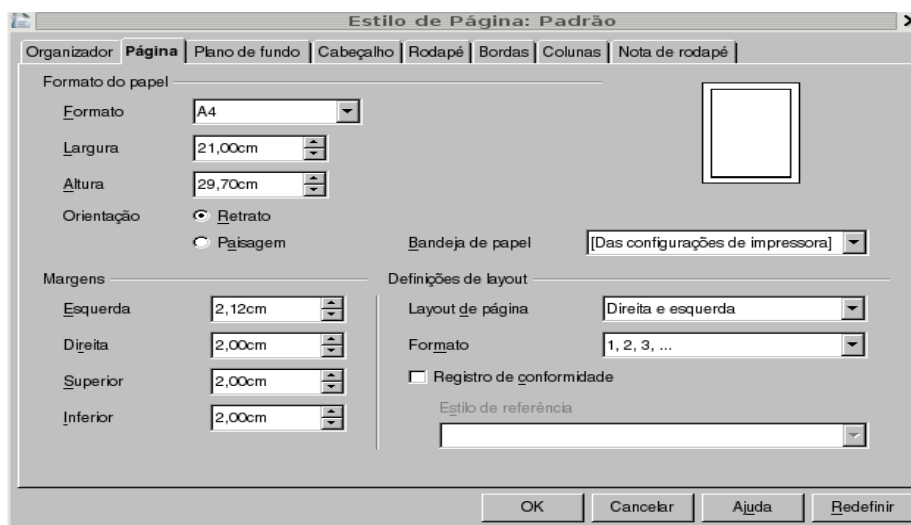 Estilo de Página: Padrão
Organizador Página Plano de fundo Cabeçalho Rodapé Bordas Colunas Nota de rodapé
Formato do papel
Formato A4
Largura 21,00cm
Altura 29,70cm
Orientação Retrato
Paisagem
Bandeja de papel [Das configurações de impressora]
Margens
Esquerda 2,12cm
Direita 2,00cm
Superior 2,00cm
Inferior 2,00cm
Definições de layout
Layout de página Direita e esquerda
Formato 1, 2, 3, ...
Registro de conformidade
Estilo de referência
OK Cancelar Ajuda Redefinir